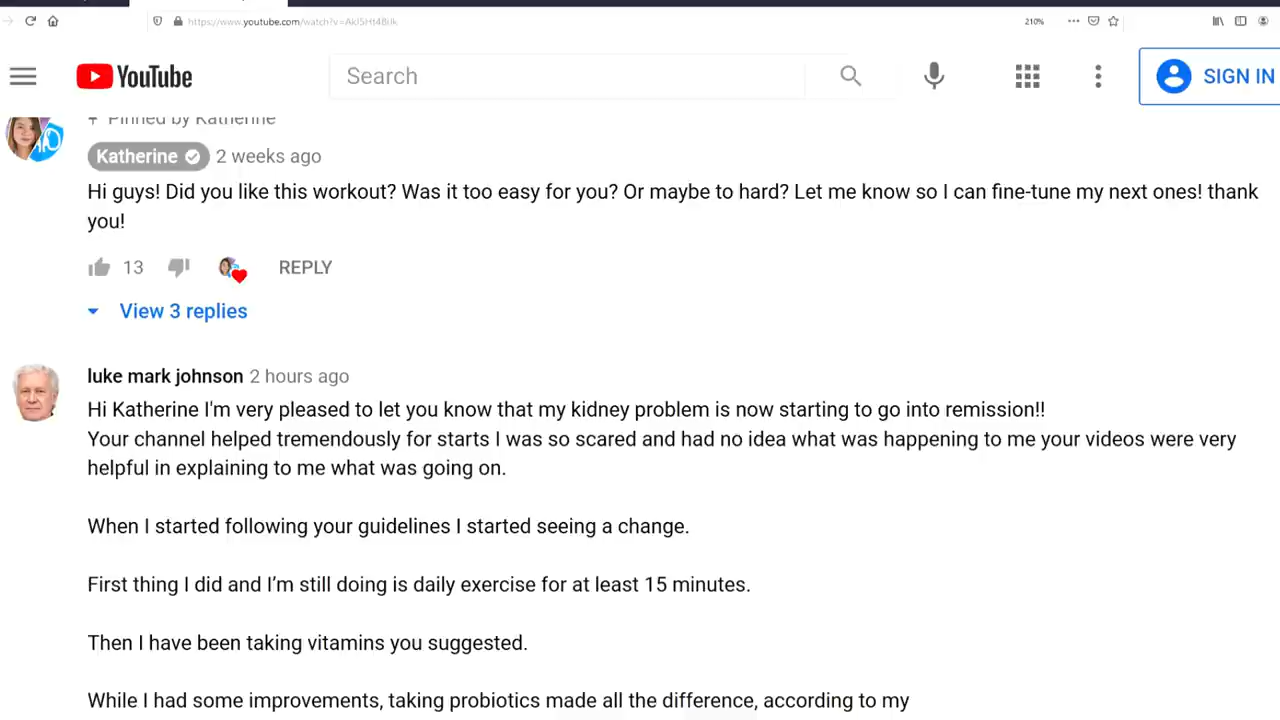 https://www.youtube.com/watch?v=
210%
YouTube
Search
SIGN IN
Pinned by Katherine
Katherine 2 weeks ago
Hi guys! Did you like this workout? Was it too easy for you? Or maybe to hard? Let me know so I can fine-tune my next ones! thank
you!
13 REPLY
View 3 replies
luke mark johnson 2 hours ago
Hi Katherine I'm very pleased to let you know that my kidney problem is now starting to go into remission!!
Your channel helped tremendously for starts I was so scared and had no idea what was happening to me your videos were very
helpful in explaining to me what was going on.
When I started following your guidelines I started seeing a change.
First thing I did and I’m still doing is daily exercise for at least 15 minutes.
Then I have been taking vitamins you suggested.
While I had some improvements, taking probiotics made all the difference, according to my